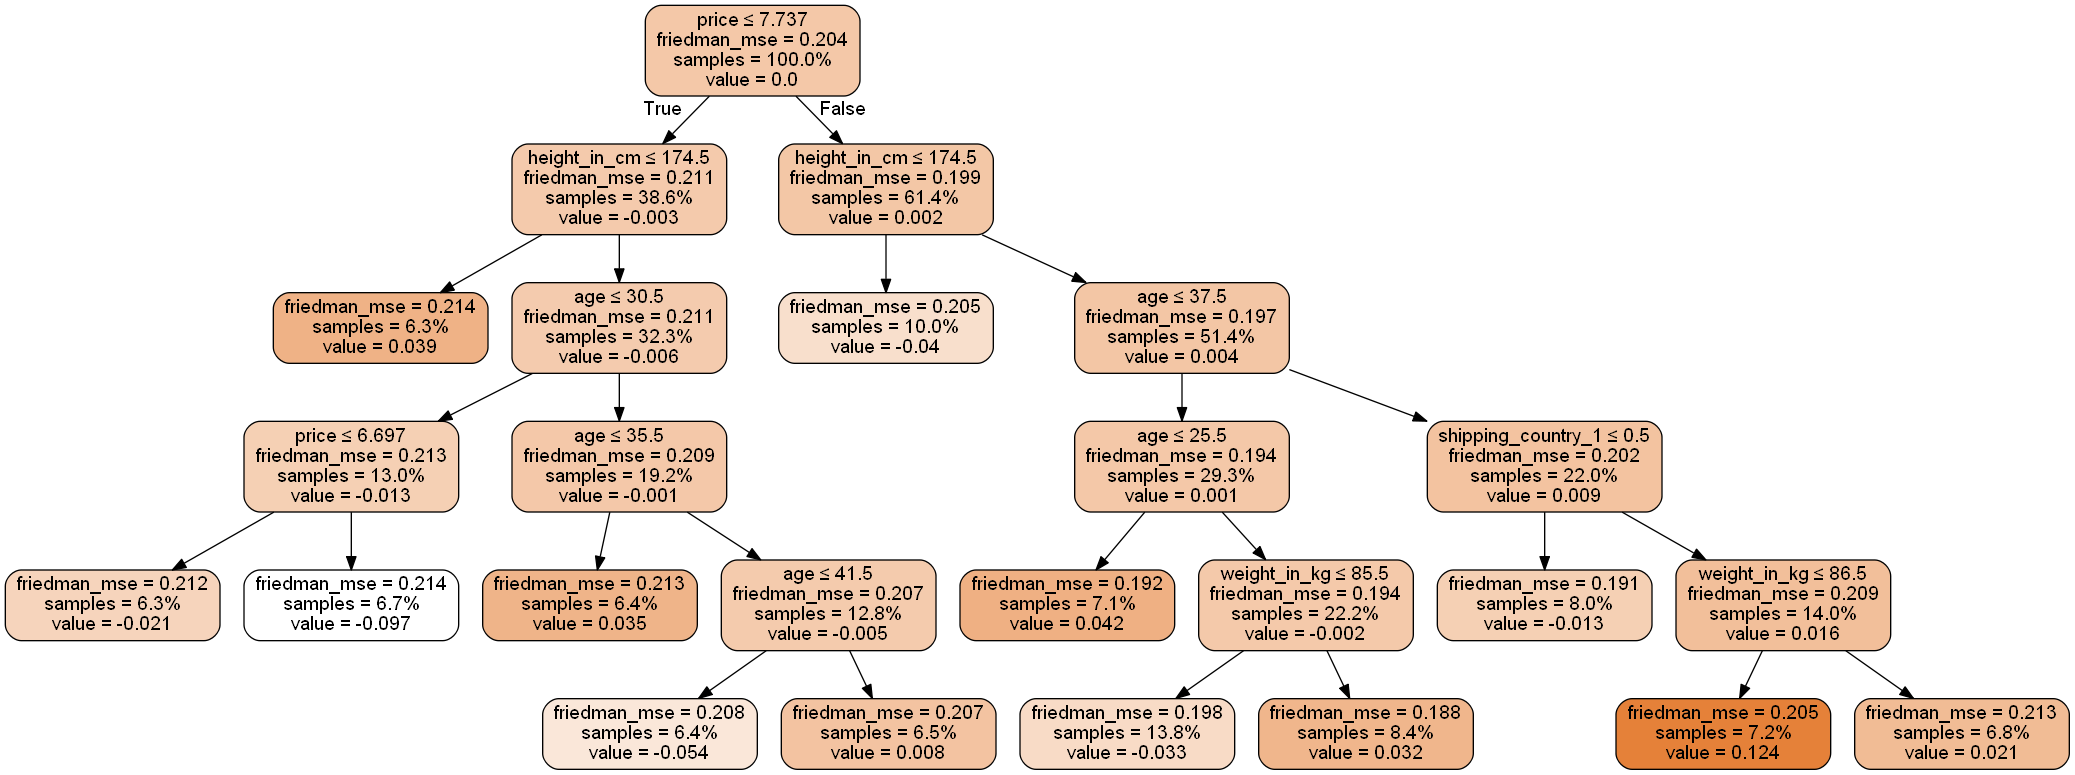 price ≤ 7.737
friedman_mse = 0.204
samples = 100.0%
value = 0.0
True
False
height_in_cm ≤ 174.5
friedman_mse = 0.211
samples = 38.6%
value = -0.003
height_in_cm ≤ 174.5
friedman_mse = 0.199
samples = 61.4%
value = 0.002
friedman_mse = 0.214
samples = 6.3%
value = 0.039
age ≤ 30.5
friedman_mse = 0.211
samples = 32.3%
value = -0.006
friedman_mse = 0.205
samples = 10.0%
value = -0.04
age ≤ 37.5
friedman_mse = 0.197
samples = 51.4%
value = 0.004
price ≤ 6.697
friedman_mse = 0.213
samples = 13.0%
value = -0.013
age ≤ 35.5
friedman_mse = 0.209
samples = 19.2%
value = -0.001
age ≤ 25.5
friedman_mse = 0.194
samples = 29.3%
value = 0.001
shipping_country_1 ≤ 0.5
friedman_mse = 0.202
samples = 22.0%
value = 0.009
friedman_mse = 0.212
samples = 6.3%
value = -0.021
friedman_mse = 0.214
samples = 6.7%
value = -0.097
friedman_mse = 0.213
samples = 6.4%
value = 0.035
age ≤ 41.5
friedman_mse = 0.207
samples = 12.8%
value = -0.005
friedman_mse = 0.192
samples = 7.1%
value = 0.042
weight_in_kg ≤ 85.5
friedman_mse = 0.194
samples = 22.2%
value = -0.002
friedman_mse = 0.191
samples = 8.0%
value = -0.013
weight_in_kg ≤ 86.5
friedman_mse = 0.209
samples = 14.0%
value = 0.016
friedman_mse = 0.208
samples = 6.4%
value = -0.054
friedman_mse = 0.207
samples = 6.5%
value = 0.008
friedman_mse = 0.198
samples = 13.8%
value = -0.033
friedman_mse = 0.188
samples = 8.4%
value = 0.032
friedman_mse = 0.205
samples = 7.2%
value = 0.124
friedman_mse = 0.213
samples = 6.8%
value = 0.021